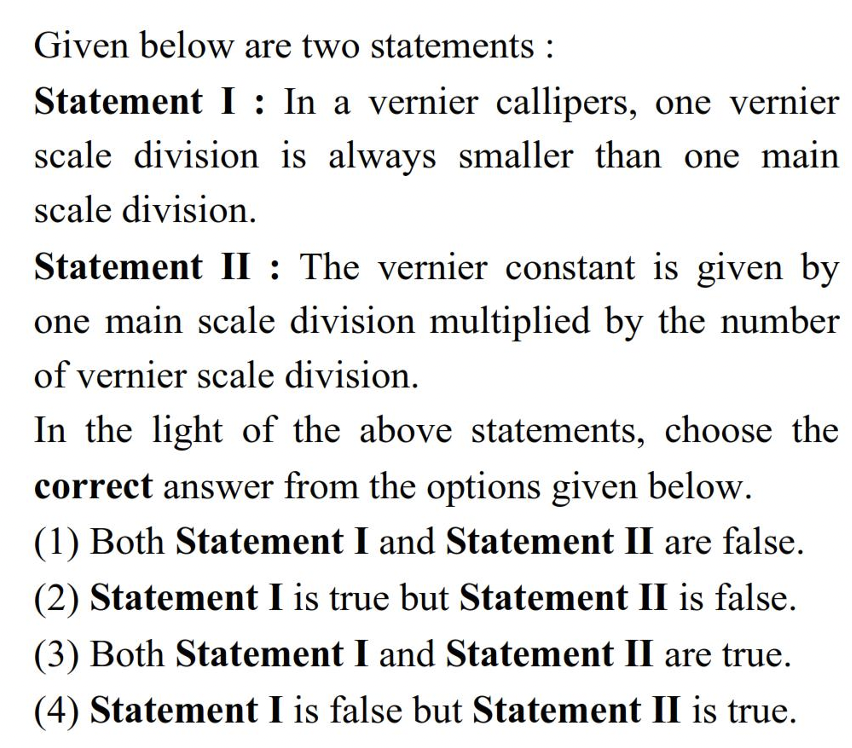 Given below are two statements :
Statement I : In a vernier callipers, one vernier
scale division is always smaller than one main
scale division.
Statement II : The vernier constant is given by
one main scale division multiplied by the number
of vernier scale division.
In the light of the above statements, choose the
correct answer from the options given below.
(1) Both Statement I and Statement II are false.
(2) Statement I is true but Statement II is false.
(3) Both Statement I and Statement II are true.
(4) Statement I is false but Statement II is true.